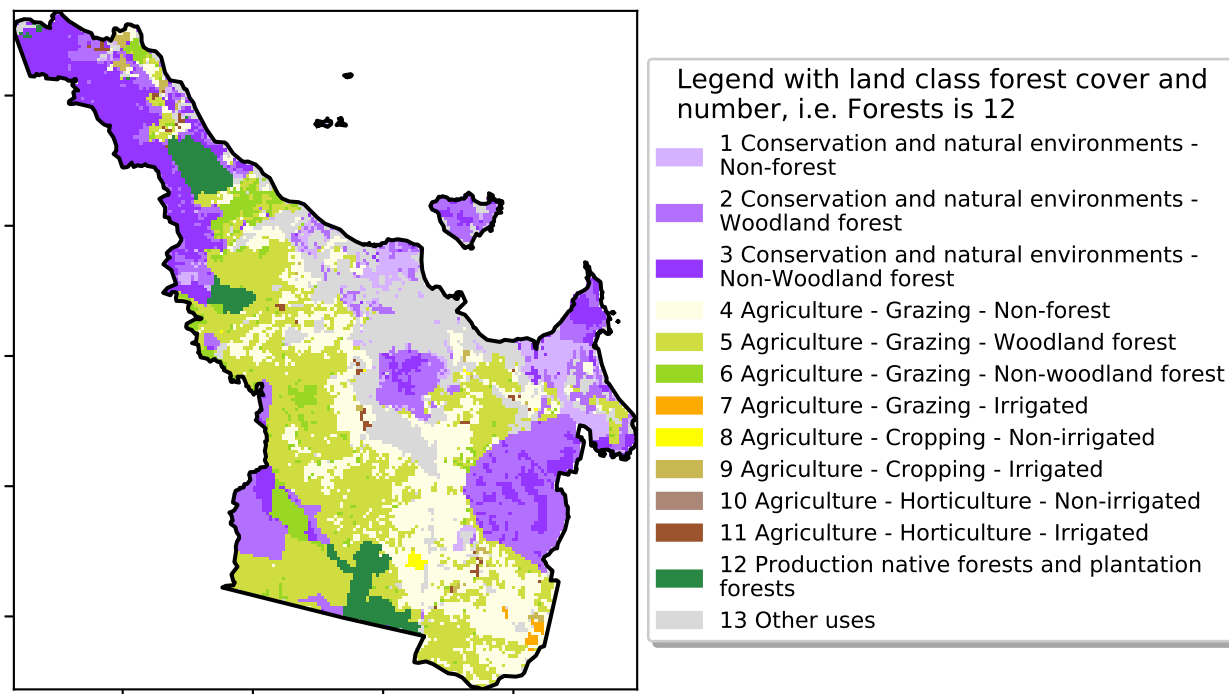 Legend with land class forest cover and
number, i.e. Forests is 12
1 Conservation and natural environments -
Non-forest
2 Conservation and natural environments -
Woodland forest
3 Conservation and natural environments -
Non-Woodland forest
4 Agriculture - Grazing - Non-forest
5 Agriculture - Grazing - Woodland forest
6 Agriculture - Grazing - Non-woodland forest
7 Agriculture - Grazing - Irrigated
8 Agriculture - Cropping - Non-irrigated
9 Agriculture - Cropping - Irrigated
10 Agriculture - Horticulture - Non-irrigated
11 Agriculture - Horticulture - Irrigated
12 Production native forests and plantation
forests
13 Other uses